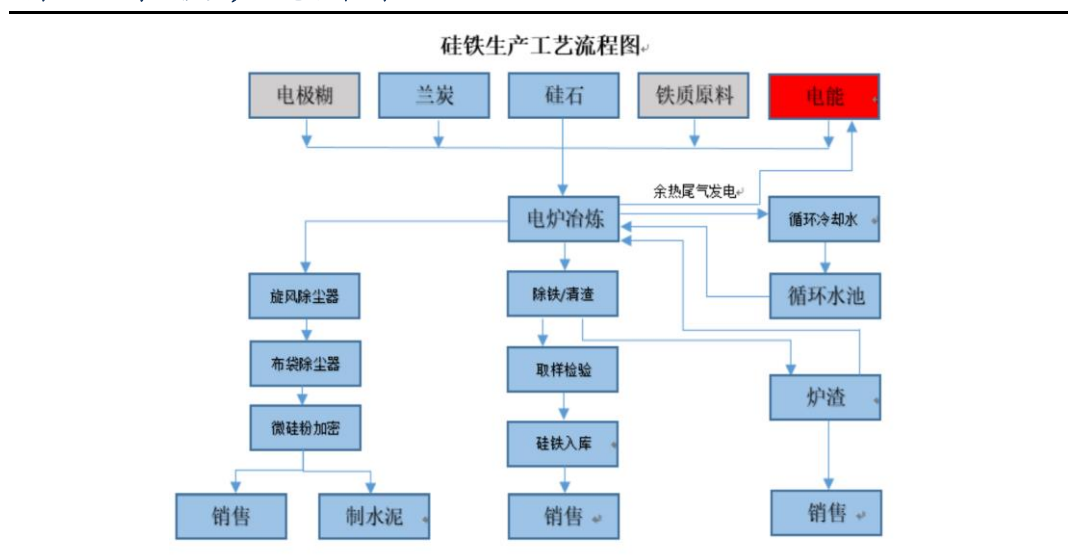 硅铁生产工艺流程图
电极糊
兰炭
硅石
铁质原料
电能
余热尾气发电
电炉冶炼
循环冷却水
旋风除尘器
除铁/清渣
循环水池
布袋除尘器
取样检验
炉渣
微硅粉加密
硅铁入库
销售
制水泥
销售
销售